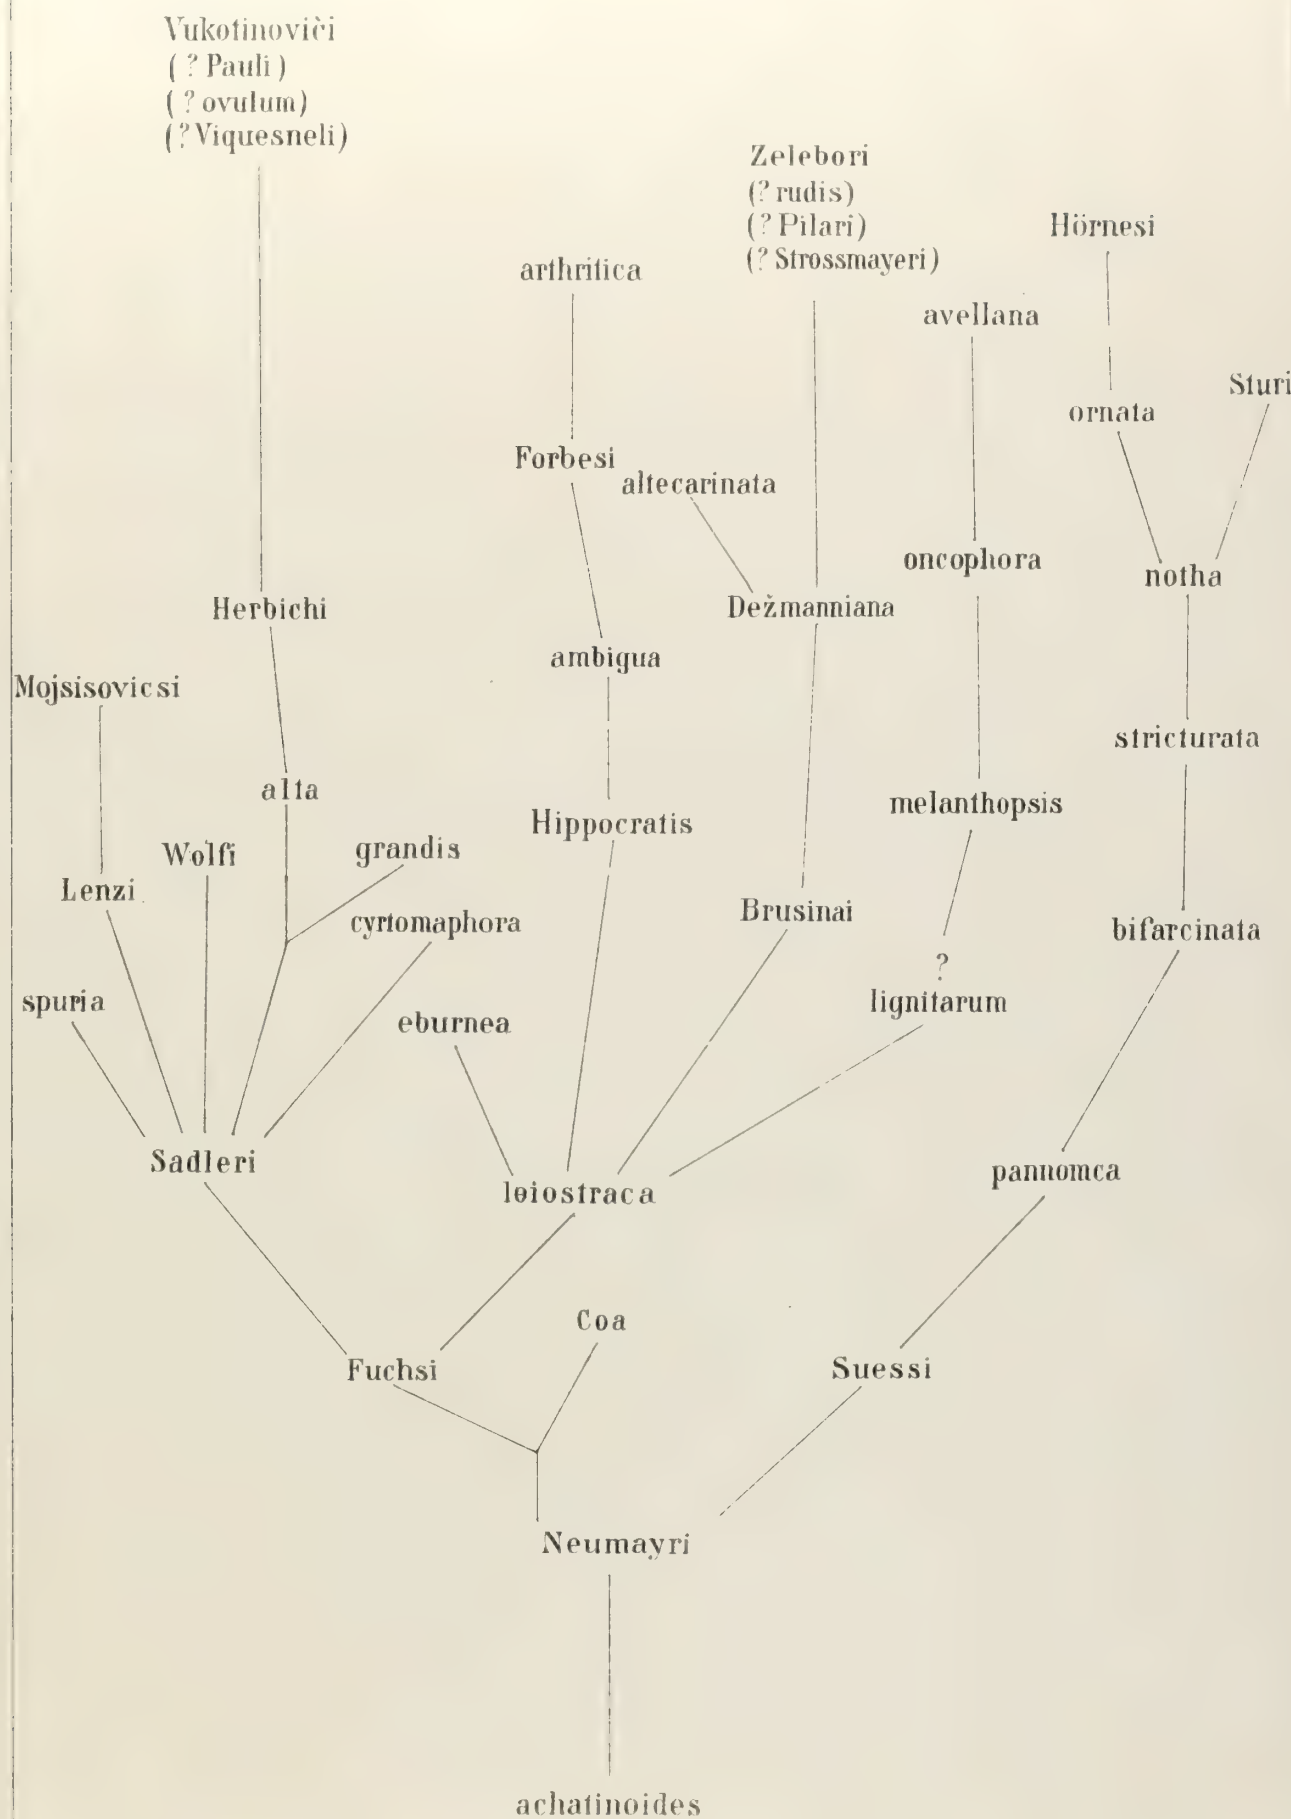 Vukotinovići
(? Pauli)
(? ovulum)
(? Viquesneli)
Zelebori
(? rudis)
(? Pilari)
(? Strossmayeri)
Hörnesi
arthritica
avellana
Sturi
ornata
Forbesi
altecarinata
oncophora
notha
Herbichi
Dežmanniana
ambigua
Mojsisovicsi
stricturata
alta
melanthopsis
Hippocratis
Wolfi
grandis
Lenzi
Brusinai
cyrtomaphora
bifarcinata
?
spuria
lignitarum
eburnea
Sadleri
pannonica
leiostraca
Coa
Fuchsi
Suessi
Neumayri
achatinoides